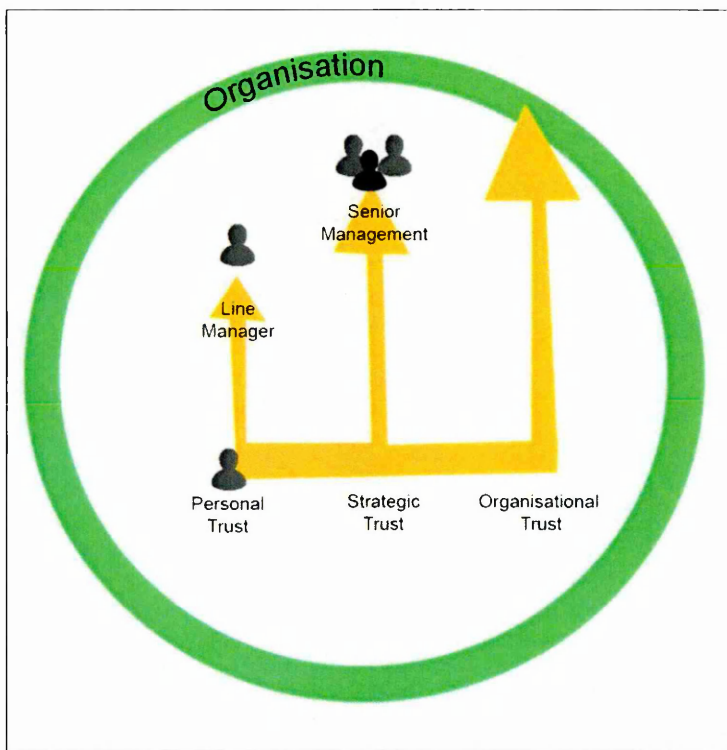 Organisation
Senior
Management
Line
Manager
Personal
Trust
Strategic
Trust
Organisational
Trust